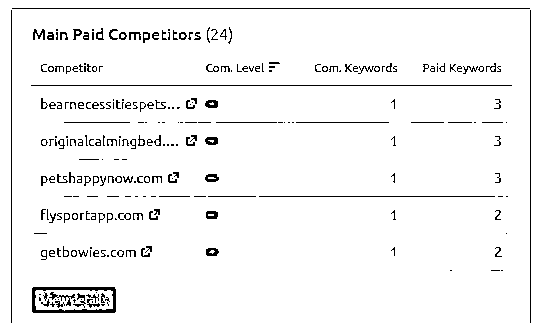 Main Paid Competitors (24)
Competitor Com. Level Com. Keywords Paid Keywords
bearnecessitiespets... 1 3
originalcalmingbed.... 1 3
petshappynow.com 1 3
flysportapp.com 1 2
getbowies.com 1 2
View details